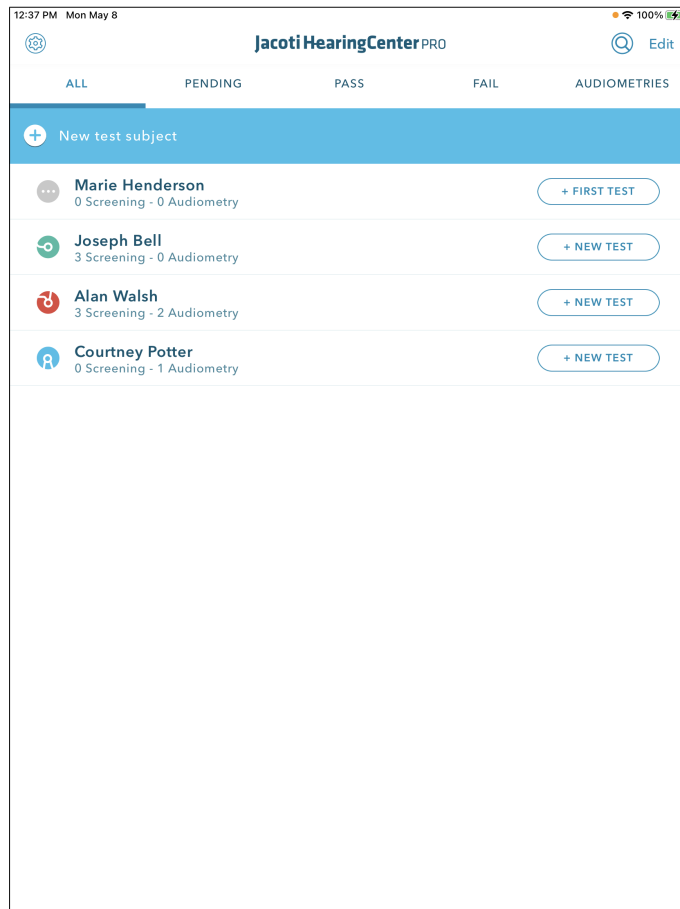 12:37 PM Mon May 8 100%
Jacoti HearingCenter PRO Edit
ALL PENDING PASS FAIL AUDIOMETRIES
New test subject
Marie Henderson
0 Screening - 0 Audiometry
+ FIRST TEST
Joseph Bell
3 Screening - 0 Audiometry
+ NEW TEST
Alan Walsh
3 Screening - 2 Audiometry
+ NEW TEST
Courtney Potter
0 Screening - 1 Audiometry
+ NEW TEST